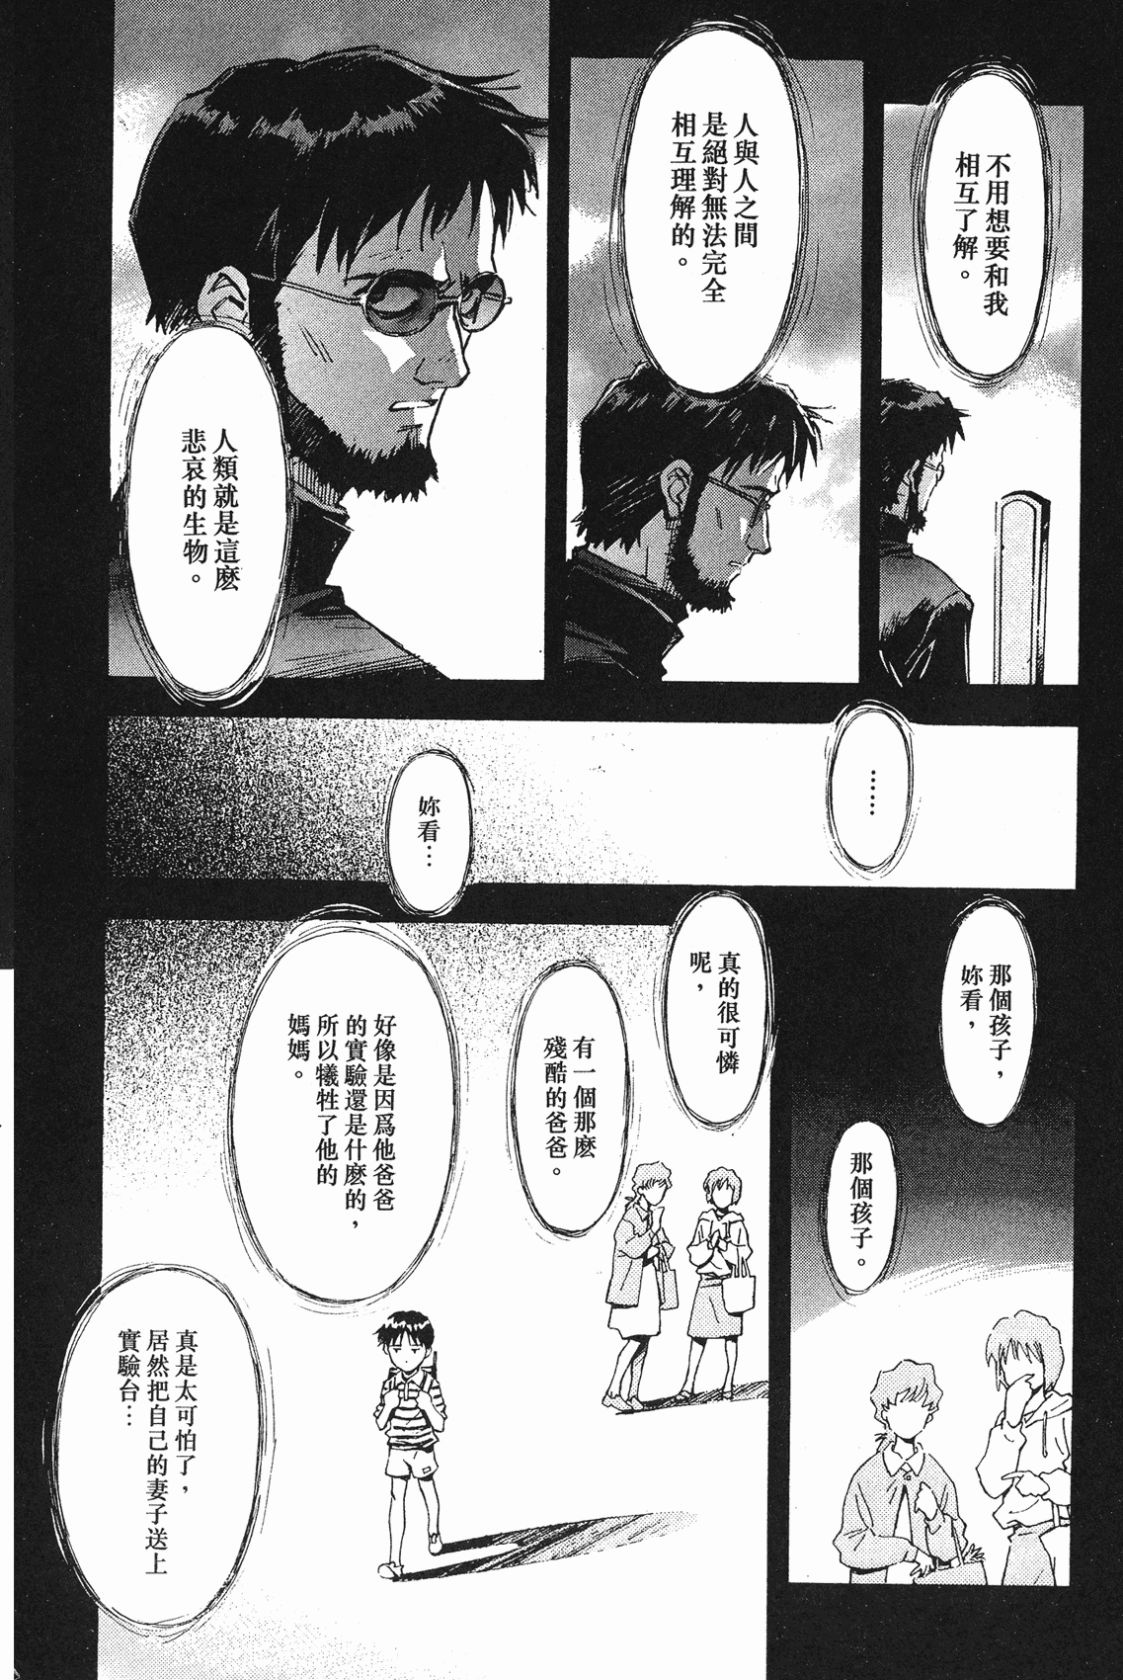 不用想要和我
相互了解。
人與人之間
是絕對無法完全
相互理解的。
人類就是這麽
悲哀的生物。
……
妳看…
那個孩子，
妳看，
那個孩子。
真的很可憐
呢，
有一個那麽
殘酷的爸爸。
好像是因爲他爸爸
的實驗還是什麽的，
所以犧牲了他的
媽媽。
真是太可怕了，
居然把自己的妻子送上
實驗台…